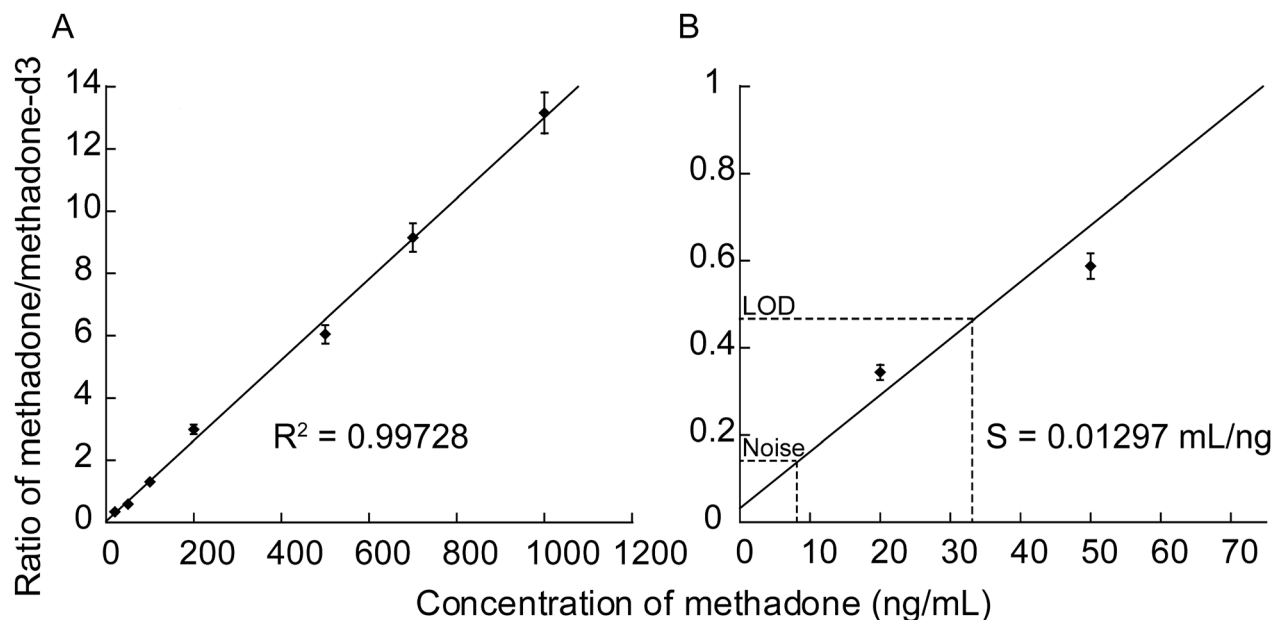 A
B
Ratio of methadone/methadone-d3
14
12
10
8
6
4
2
0
R² = 0.99728
0 200 400 600 800 1000 1200
1
0.8
0.6
LOD
0.4
0.2
Noise
0
S = 0.01297 mL/ng
0 10 20 30 40 50 60 70
Concentration of methadone (ng/mL)